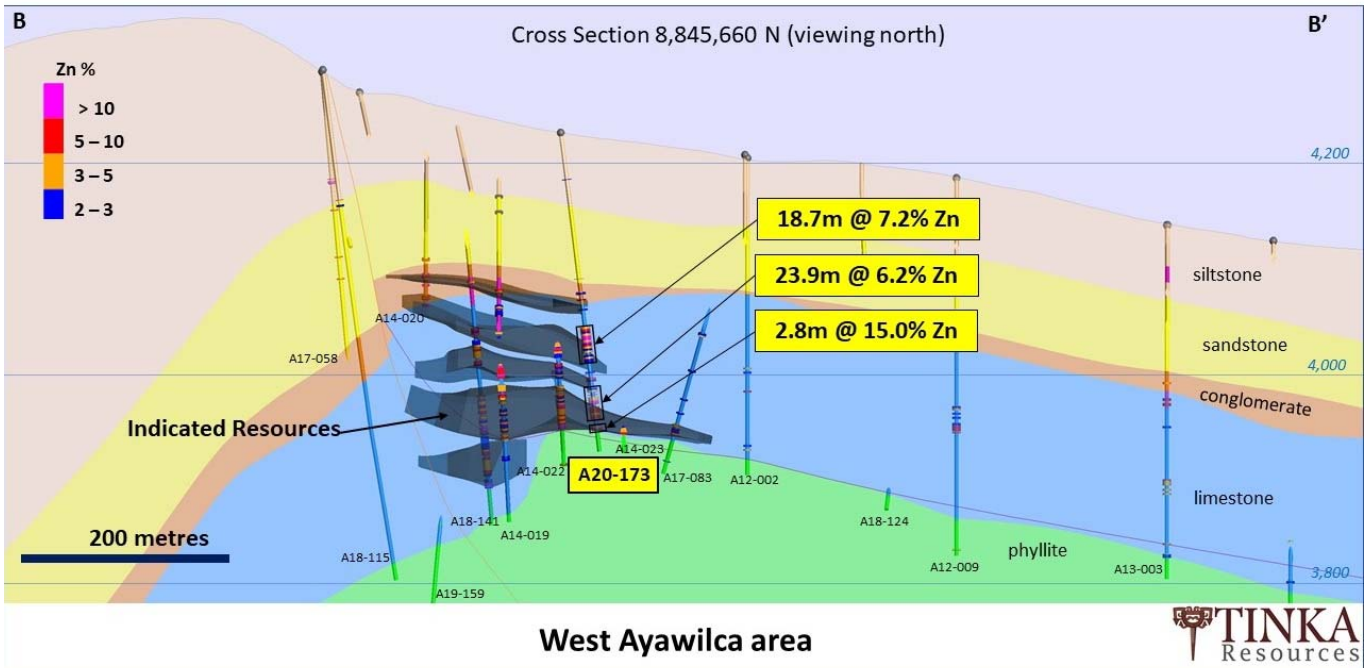 B
Cross Section 8,845,660 N (viewing north)
B’
Zn %
> 10
5 – 10
3 – 5
2 – 3
4,200
18.7m @ 7.2% Zn
23.9m @ 6.2% Zn
2.8m @ 15.0% Zn
siltstone
sandstone
conglomerate
limestone
phyllite
4,000
3,800
A14-020
A17-058
Indicated Resources
A14-022
A20-173
A14-023
A17-083
A12-002
A18-141
A14-019
A18-124
A18-115
A19-159
A12-009
A13-003
200 metres
West Ayawilca area
TINKA
Resources